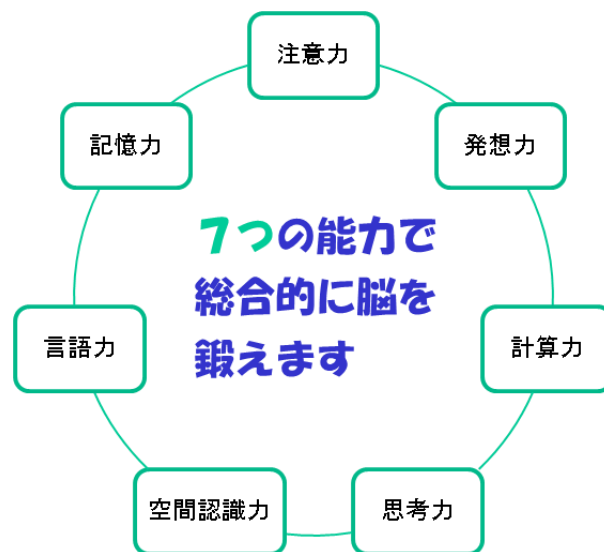 注意力
記憶力
発想力
7つの能力で
総合的に脳を
鍛えます
言語力
計算力
空間認識力
思考力